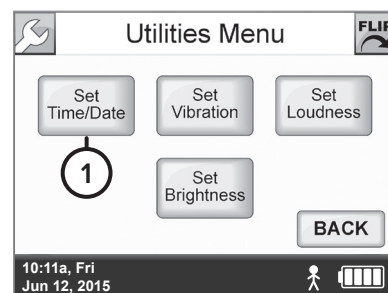 Utilities Menu
FLIP
Set
Time/Date
Set
Vibration
Set
Loudness
1
Set
Brightness
BACK
10:11a, Fri
Jun 12, 2015